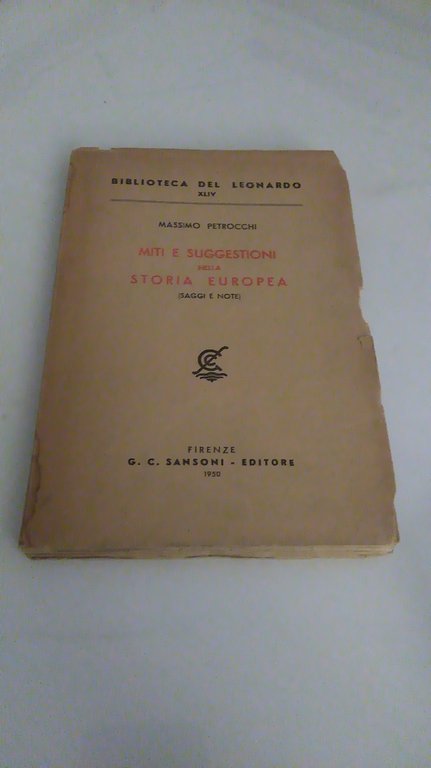 BIBLIOTECA DEL LEONARDO
XLIV
MASSIMO PETROCCHI
MITI E SUGGESTIONI
NELLA
STORIA EUROPEA
(SAGGI E NOTE)
FIRENZE
G. C. SANSONI - EDITORE
1950